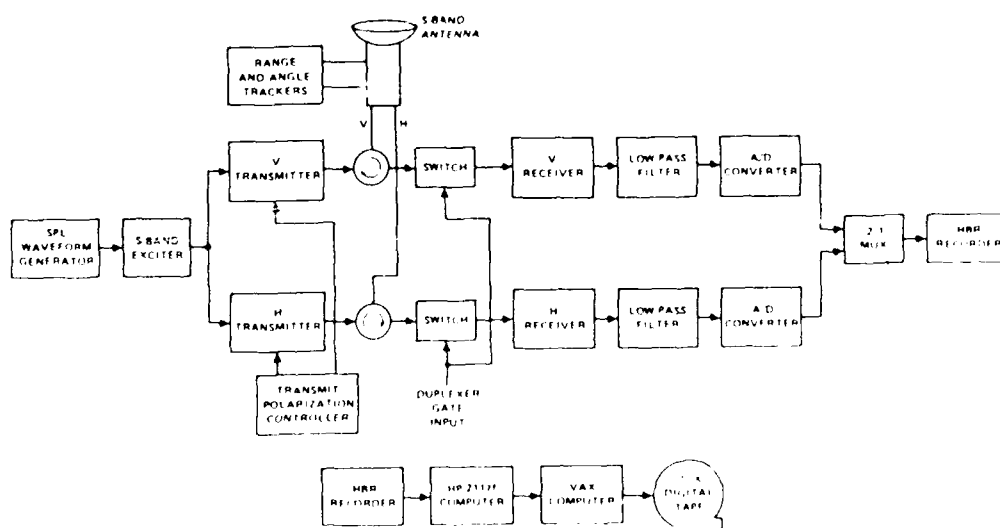 S-BAND
ANTENNA
RANGE
AND ANGLE
TRACKERS
V
H
V
TRANSMITTER
SWITCH
V
RECEIVER
LOW PASS
FILTER
A/D
CONVERTER
SPL
WAVEFORM
GENERATOR
S-BAND
EXCITER
2:1
MUX
HBR
RECORDER
H
TRANSMITTER
SWITCH
H
RECEIVER
LOW PASS
FILTER
A/D
CONVERTER
TRANSMIT
POLARIZATION
CONTROLLER
DUPLEXER
GATE
INPUT
HBR
RECORDER
COMPUTER
VAX
COMPUTER
DIGITAL
TAPE